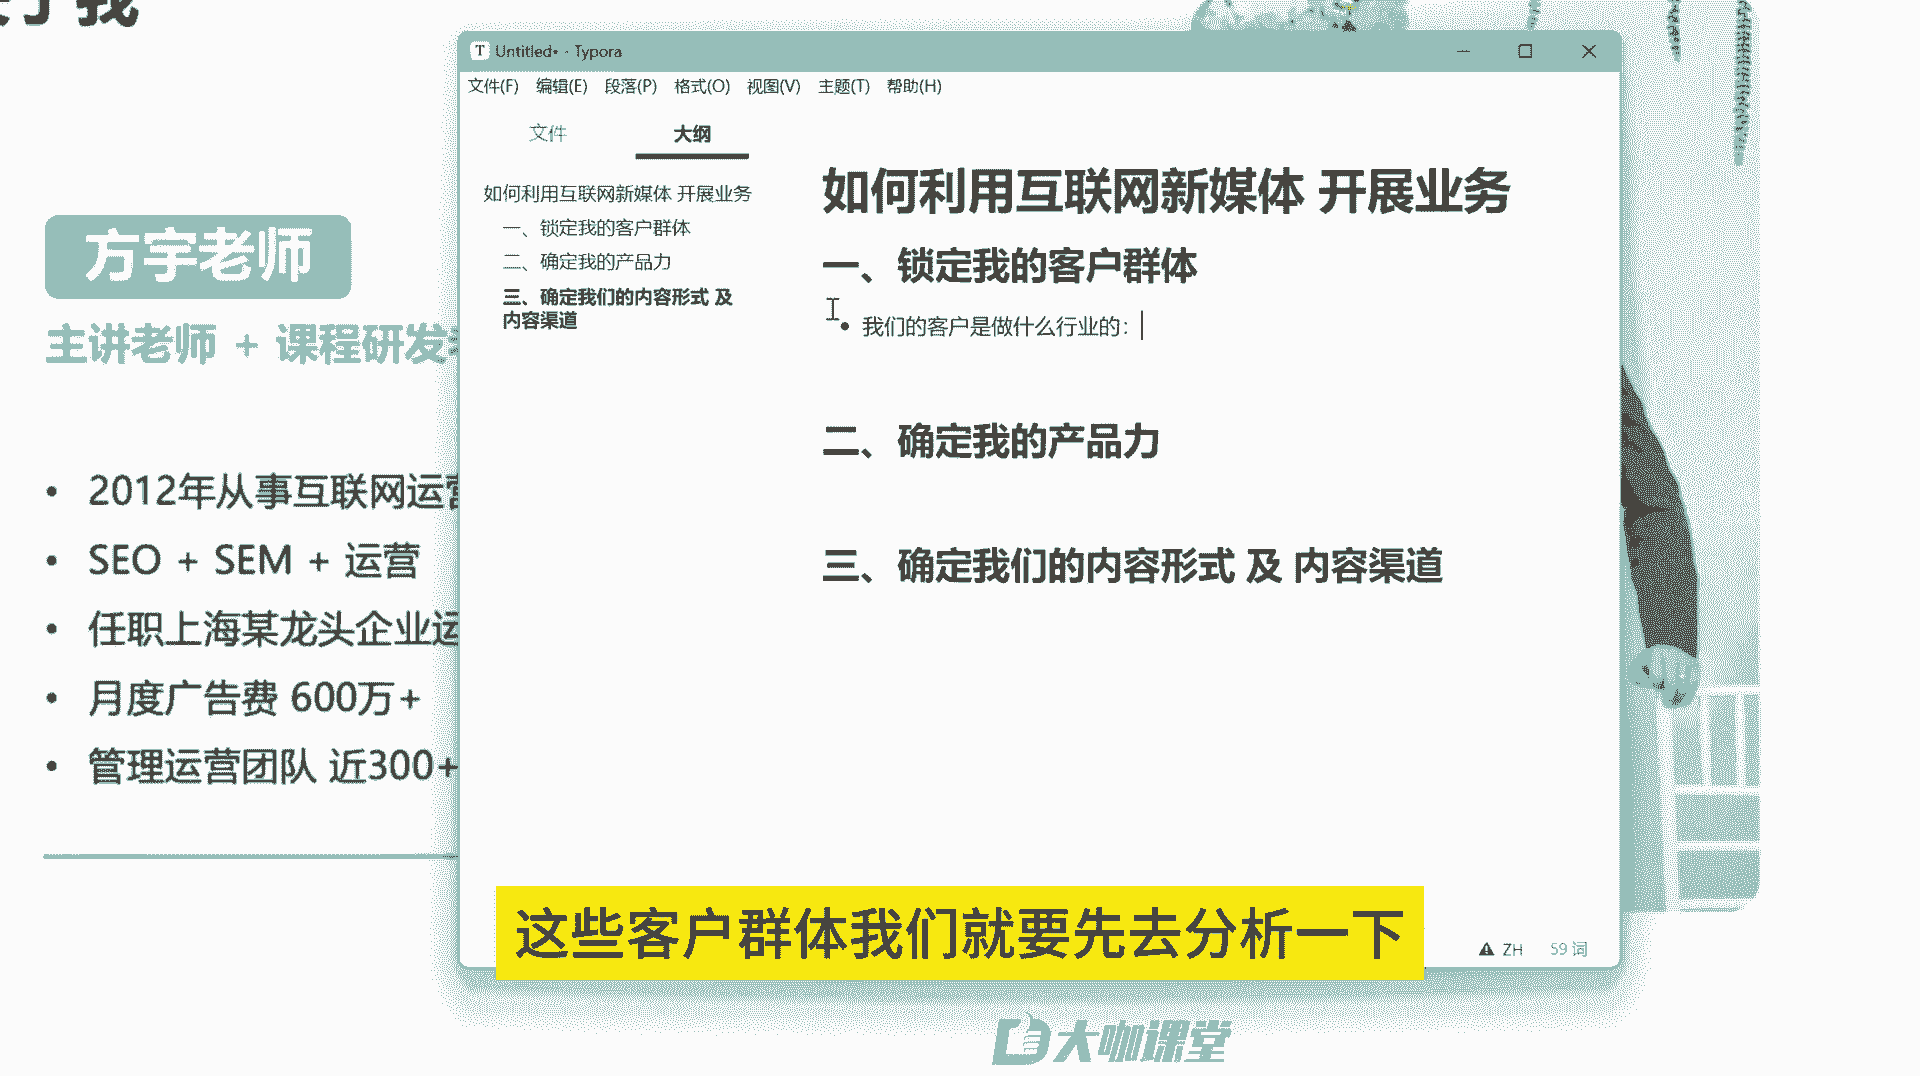 了我
方宇老师
主讲老师 + 课程研发
2012年从事互联网运营
SEO + SEM + 运营
任职上海某龙头企业运
月度广告费 600万+
管理运营团队 近300+
Untitled• - Typora
文件(F) 编辑(E) 段落(P) 格式(O) 视图(V) 主题(T) 帮助(H)
文件 大纲
如何利用互联网新媒体 开展业务
一、锁定我的客户群体
二、确定我的产品力
三、确定我们的内容形式 及
内容渠道
如何利用互联网新媒体 开展业务
一、锁定我的客户群体
我们的客户是做什么行业的：
二、确定我的产品力
三、确定我们的内容形式 及 内容渠道
ZH 59 词
这些客户群体我们就要先去分析一下
大咖课堂